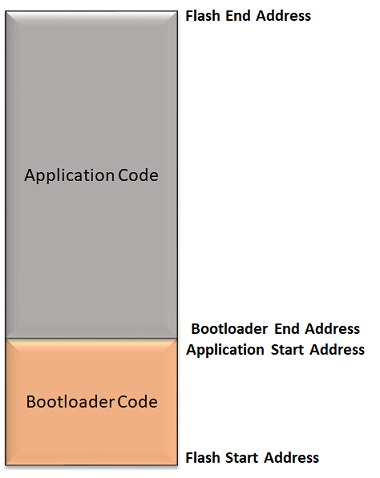 Flash End Address
Application Code
Bootloader End Address
Application Start Address
Bootloader Code
Flash Start Address